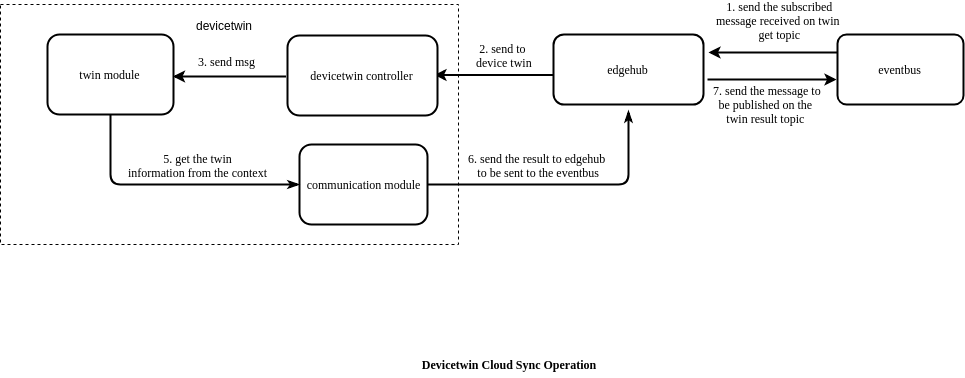 1. send the subscribed
message received on twin
get topic
devicetwin
2. send to
device twin
3. send msg
twin module
devicetwin controller
edgehub
eventbus
7. send the message to
be published on the
twin result topic
5. get the twin
information from the context
6. send the result to edgehub
to be sent to the eventbus
communication module
Devicetwin Cloud Sync Operation